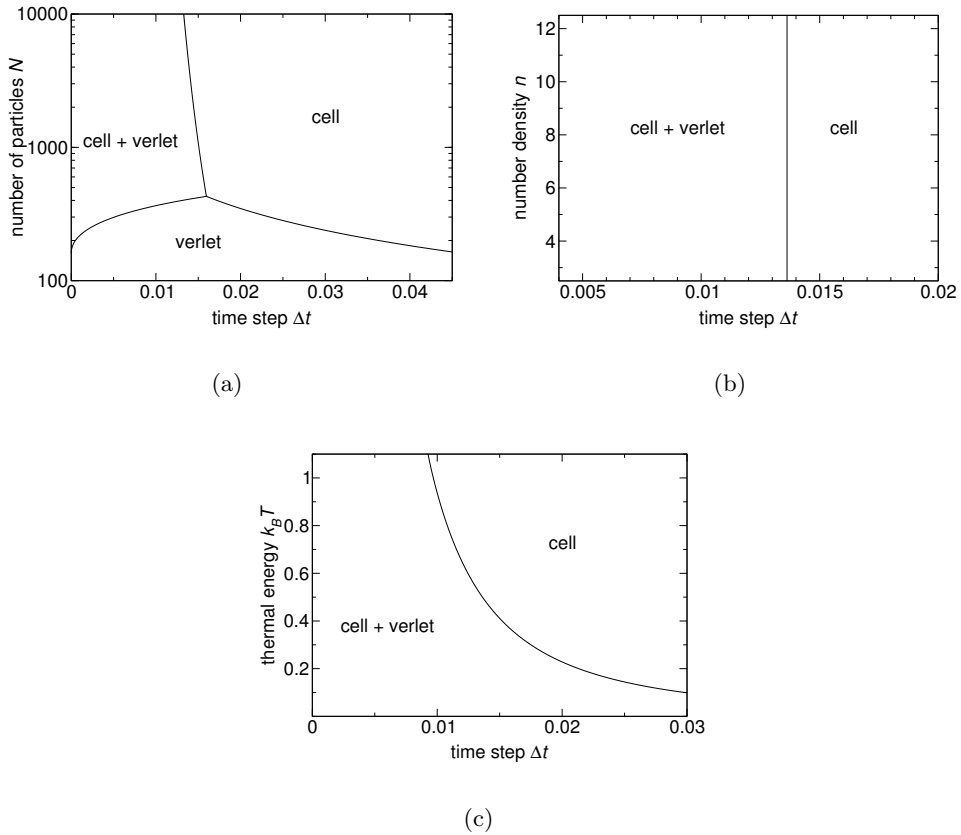 10000
1000
100
number of particles N
cell + verlet
cell
verlet
0
0.01
0.02
0.03
0.04
time step Δt
(a)
12
10
8
6
4
number density n
cell + verlet
cell
0.005
0.01
0.015
0.02
time step Δt
(b)
1
0.8
0.6
0.4
0.2
thermal energy k_BT
cell
cell + verlet
0
0.01
0.02
0.03
time step Δt
(c)